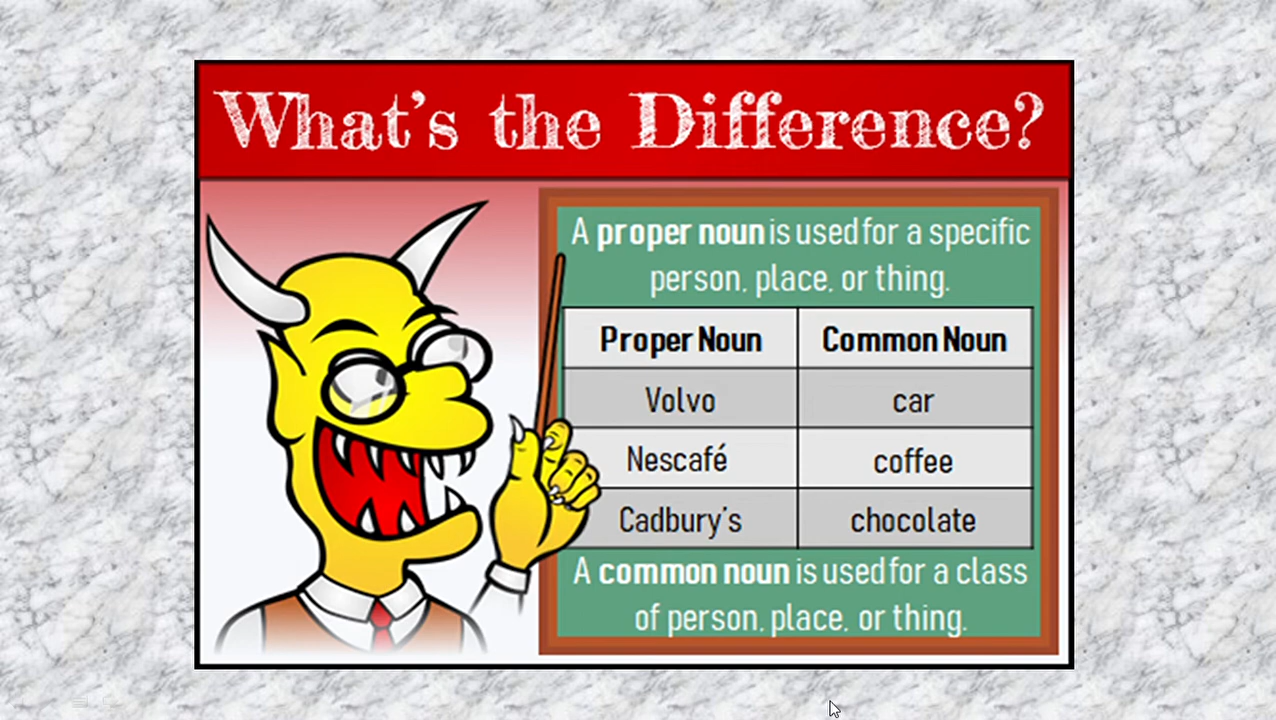 What's the Difference?
A proper noun is used for a specific
person, place, or thing.
Proper Noun Common Noun
Volvo car
Nescafé coffee
Cadbury's chocolate
A common noun is used for a class
of person, place, or thing.